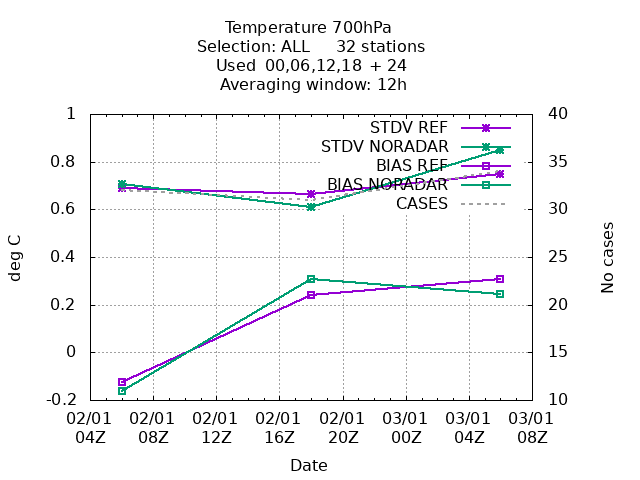 Temperature 700hPa
Selection: ALL 32 stations
Used 00,06,12,18 + 24
Averaging window: 12h
1
0.8
0.6
0.4
0.2
0
-0.2
40
35
30
25
20
15
10
deg C
No cases
STDV REF
STDV NORADAR
BIAS REF
BIAS NORADAR
CASES
02/01 02/01 02/01 02/01 02/01 03/01 03/01 03/01
04Z 08Z 12Z 16Z 20Z 00Z 04Z 08Z
Date